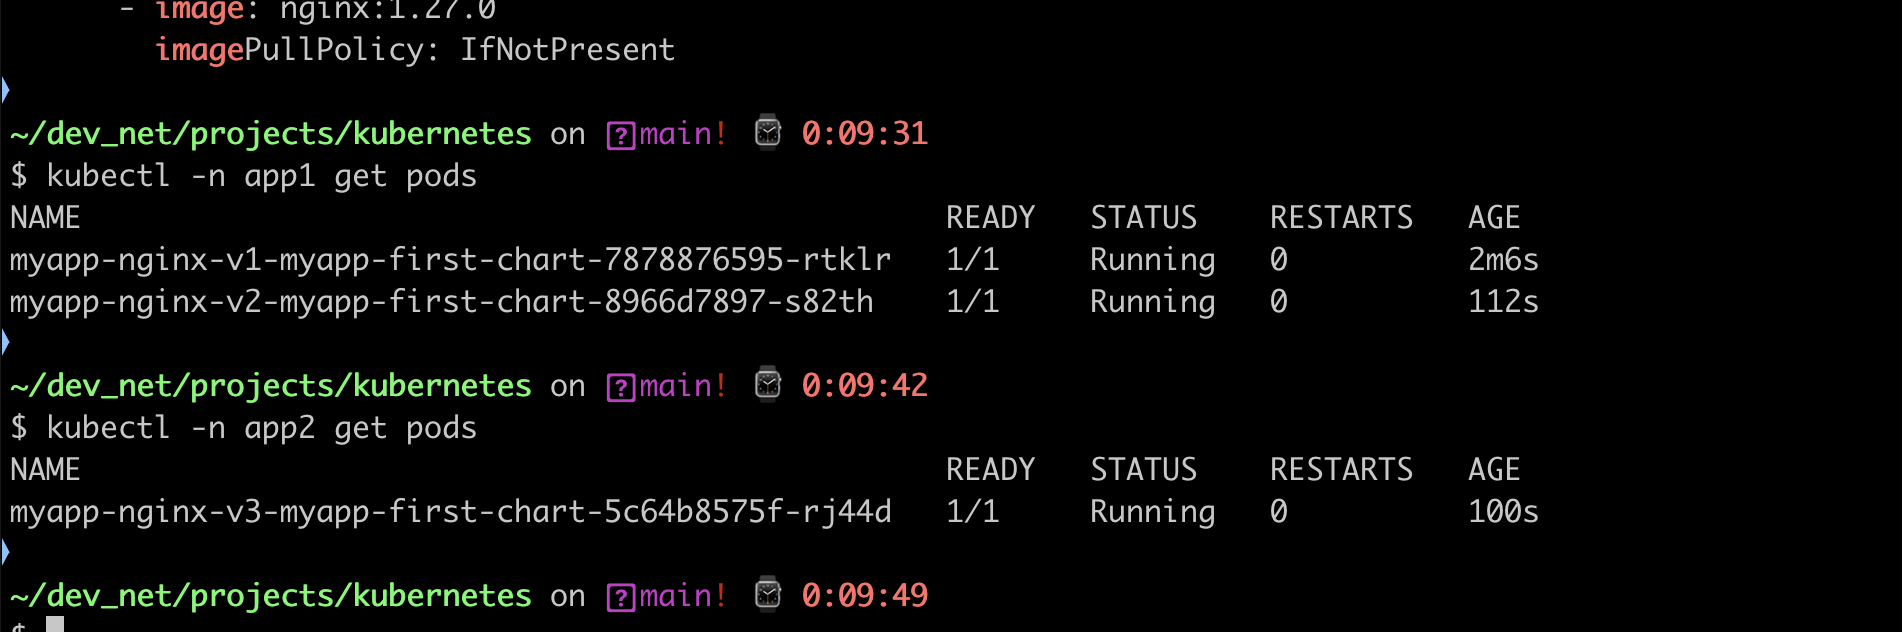 - image: nginx:1.27.0
imagePullPolicy: IfNotPresent
~/dev_net/projects/kubernetes on main! ⌚ 0:09:31
$ kubectl -n app1 get pods
NAME READY STATUS RESTARTS AGE
myapp-nginx-v1-myapp-first-chart-7878876595-rtklr 1/1 Running 0 2m6s
myapp-nginx-v2-myapp-first-chart-8966d7897-s82th 1/1 Running 0 112s
~/dev_net/projects/kubernetes on main! ⌚ 0:09:42
$ kubectl -n app2 get pods
NAME READY STATUS RESTARTS AGE
myapp-nginx-v3-myapp-first-chart-5c64b8575f-rj44d 1/1 Running 0 100s
~/dev_net/projects/kubernetes on main! ⌚ 0:09:49
$